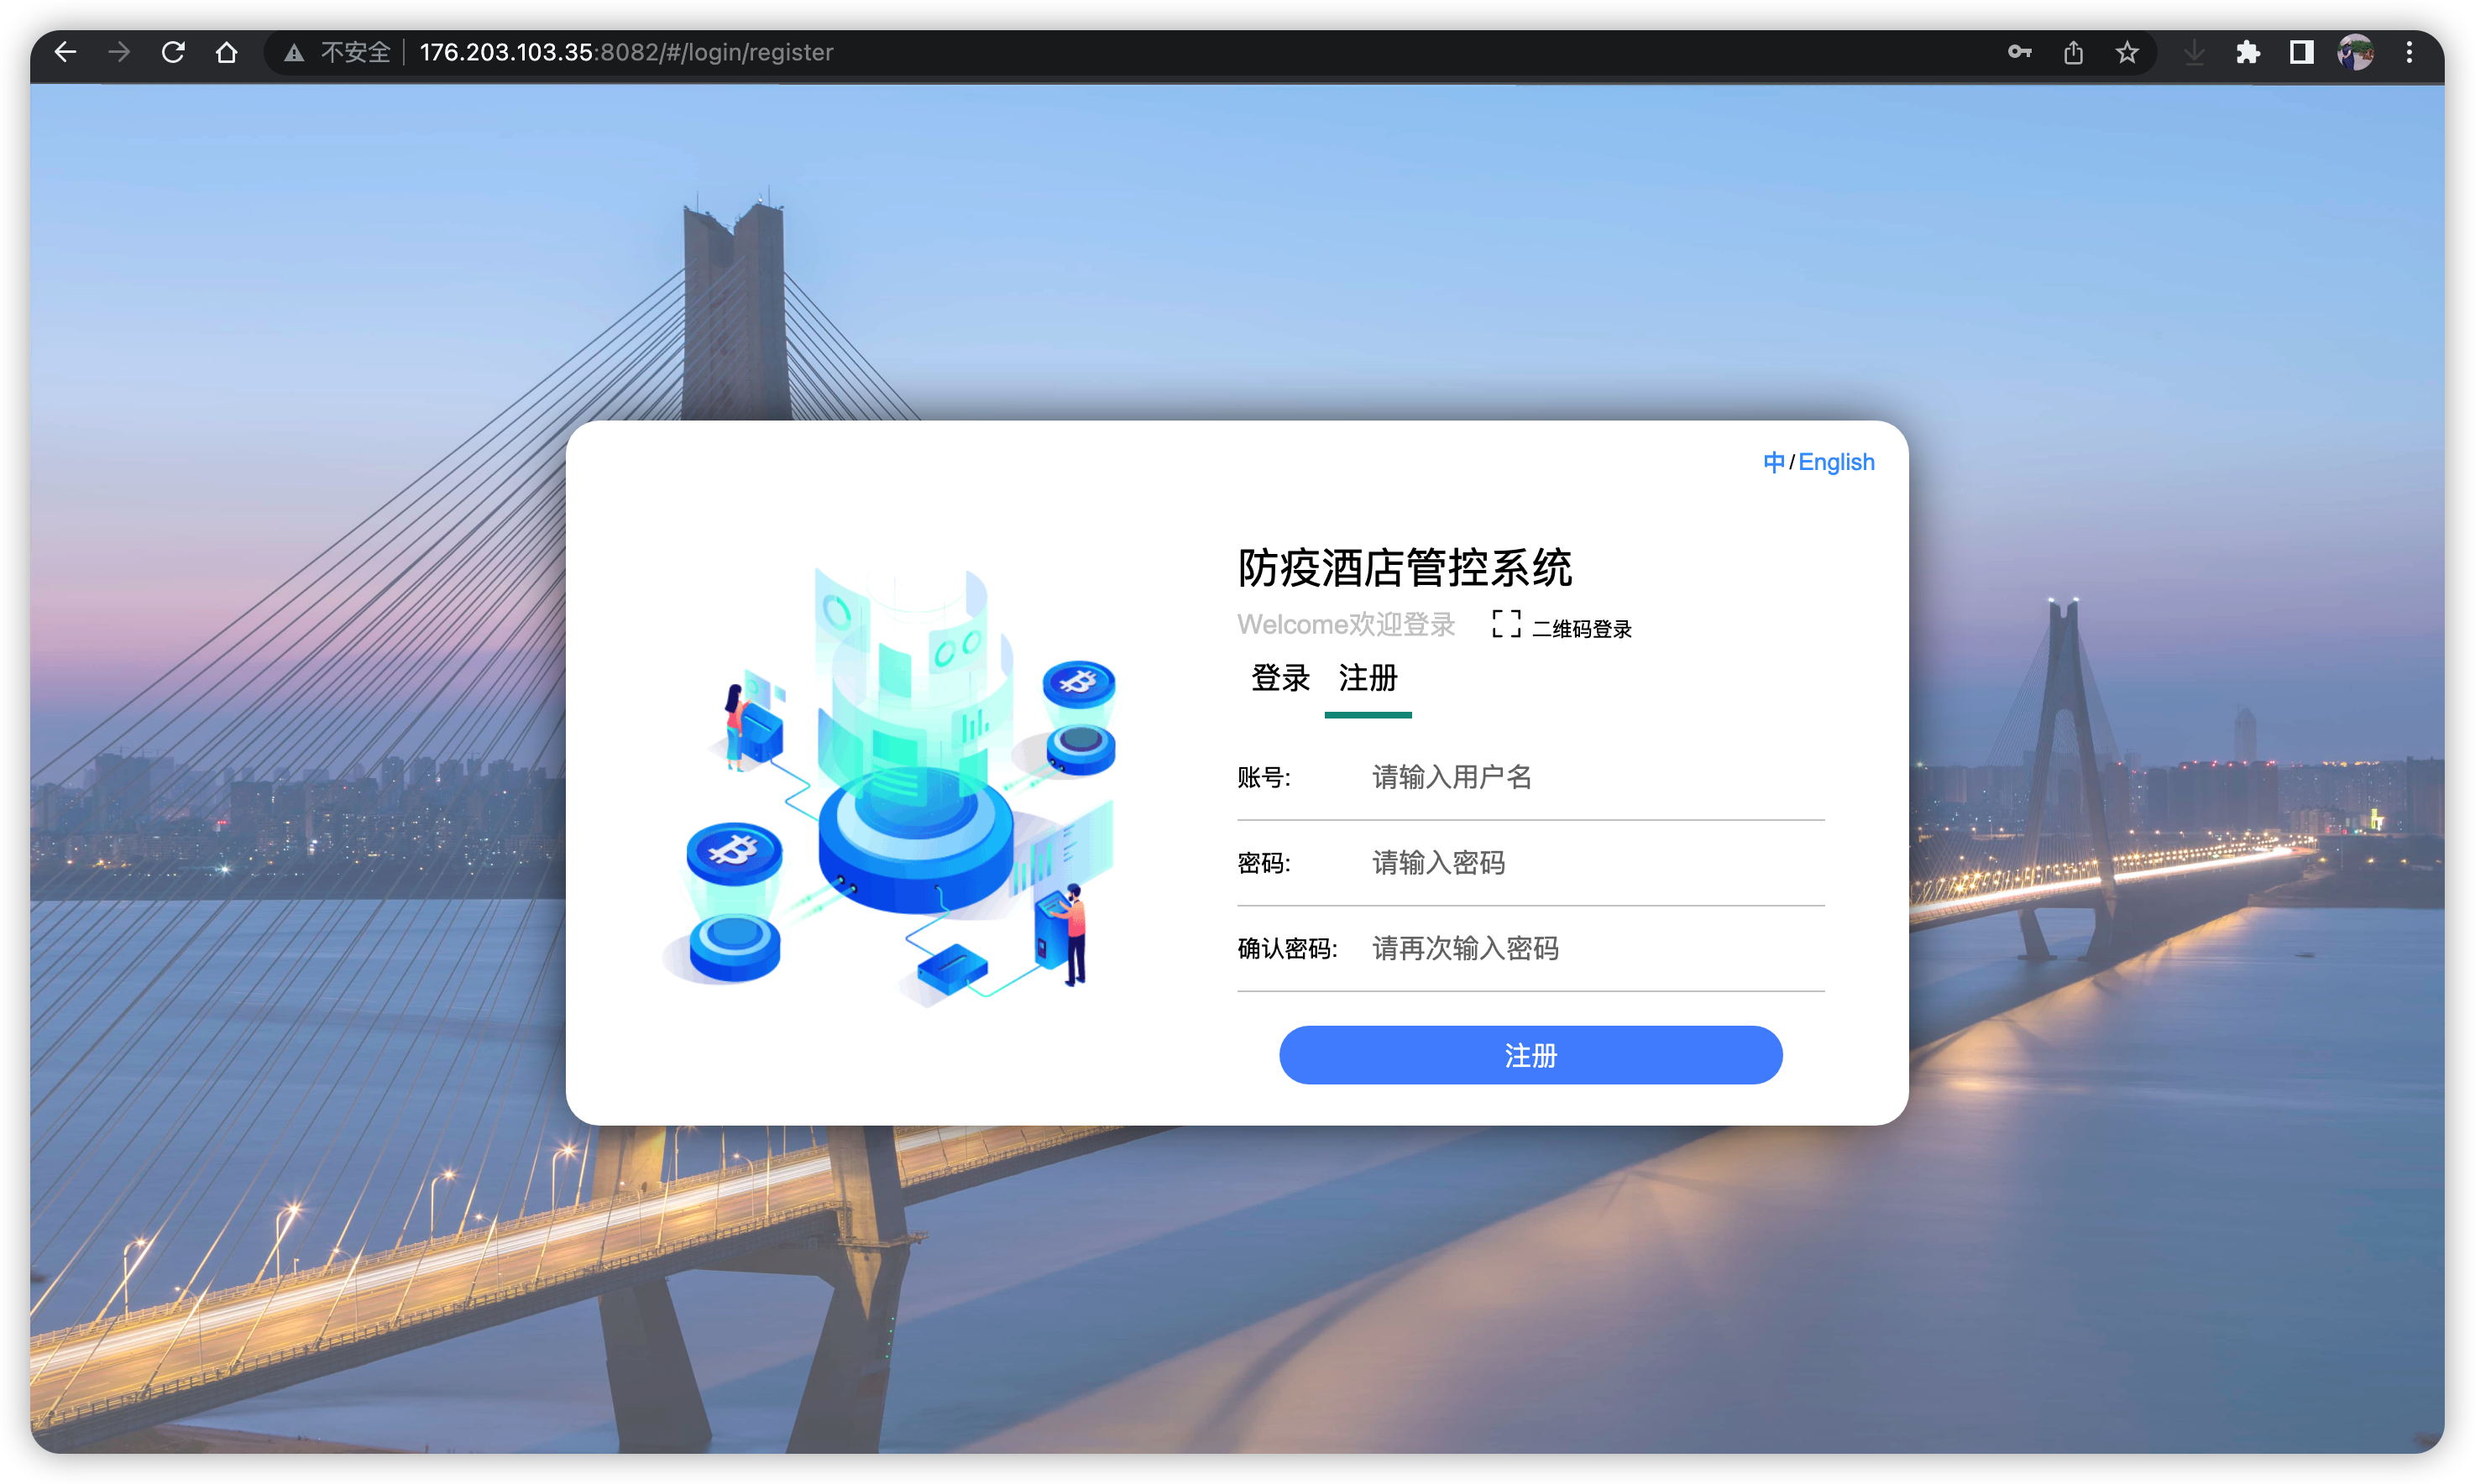 不安全 176.203.103.35:8082/#/login/register
中/English
防疫酒店管控系统
Welcome欢迎登录 二维码登录
登录 注册
账号: 请输入用户名
密码: 请输入密码
确认密码: 请再次输入密码
注册